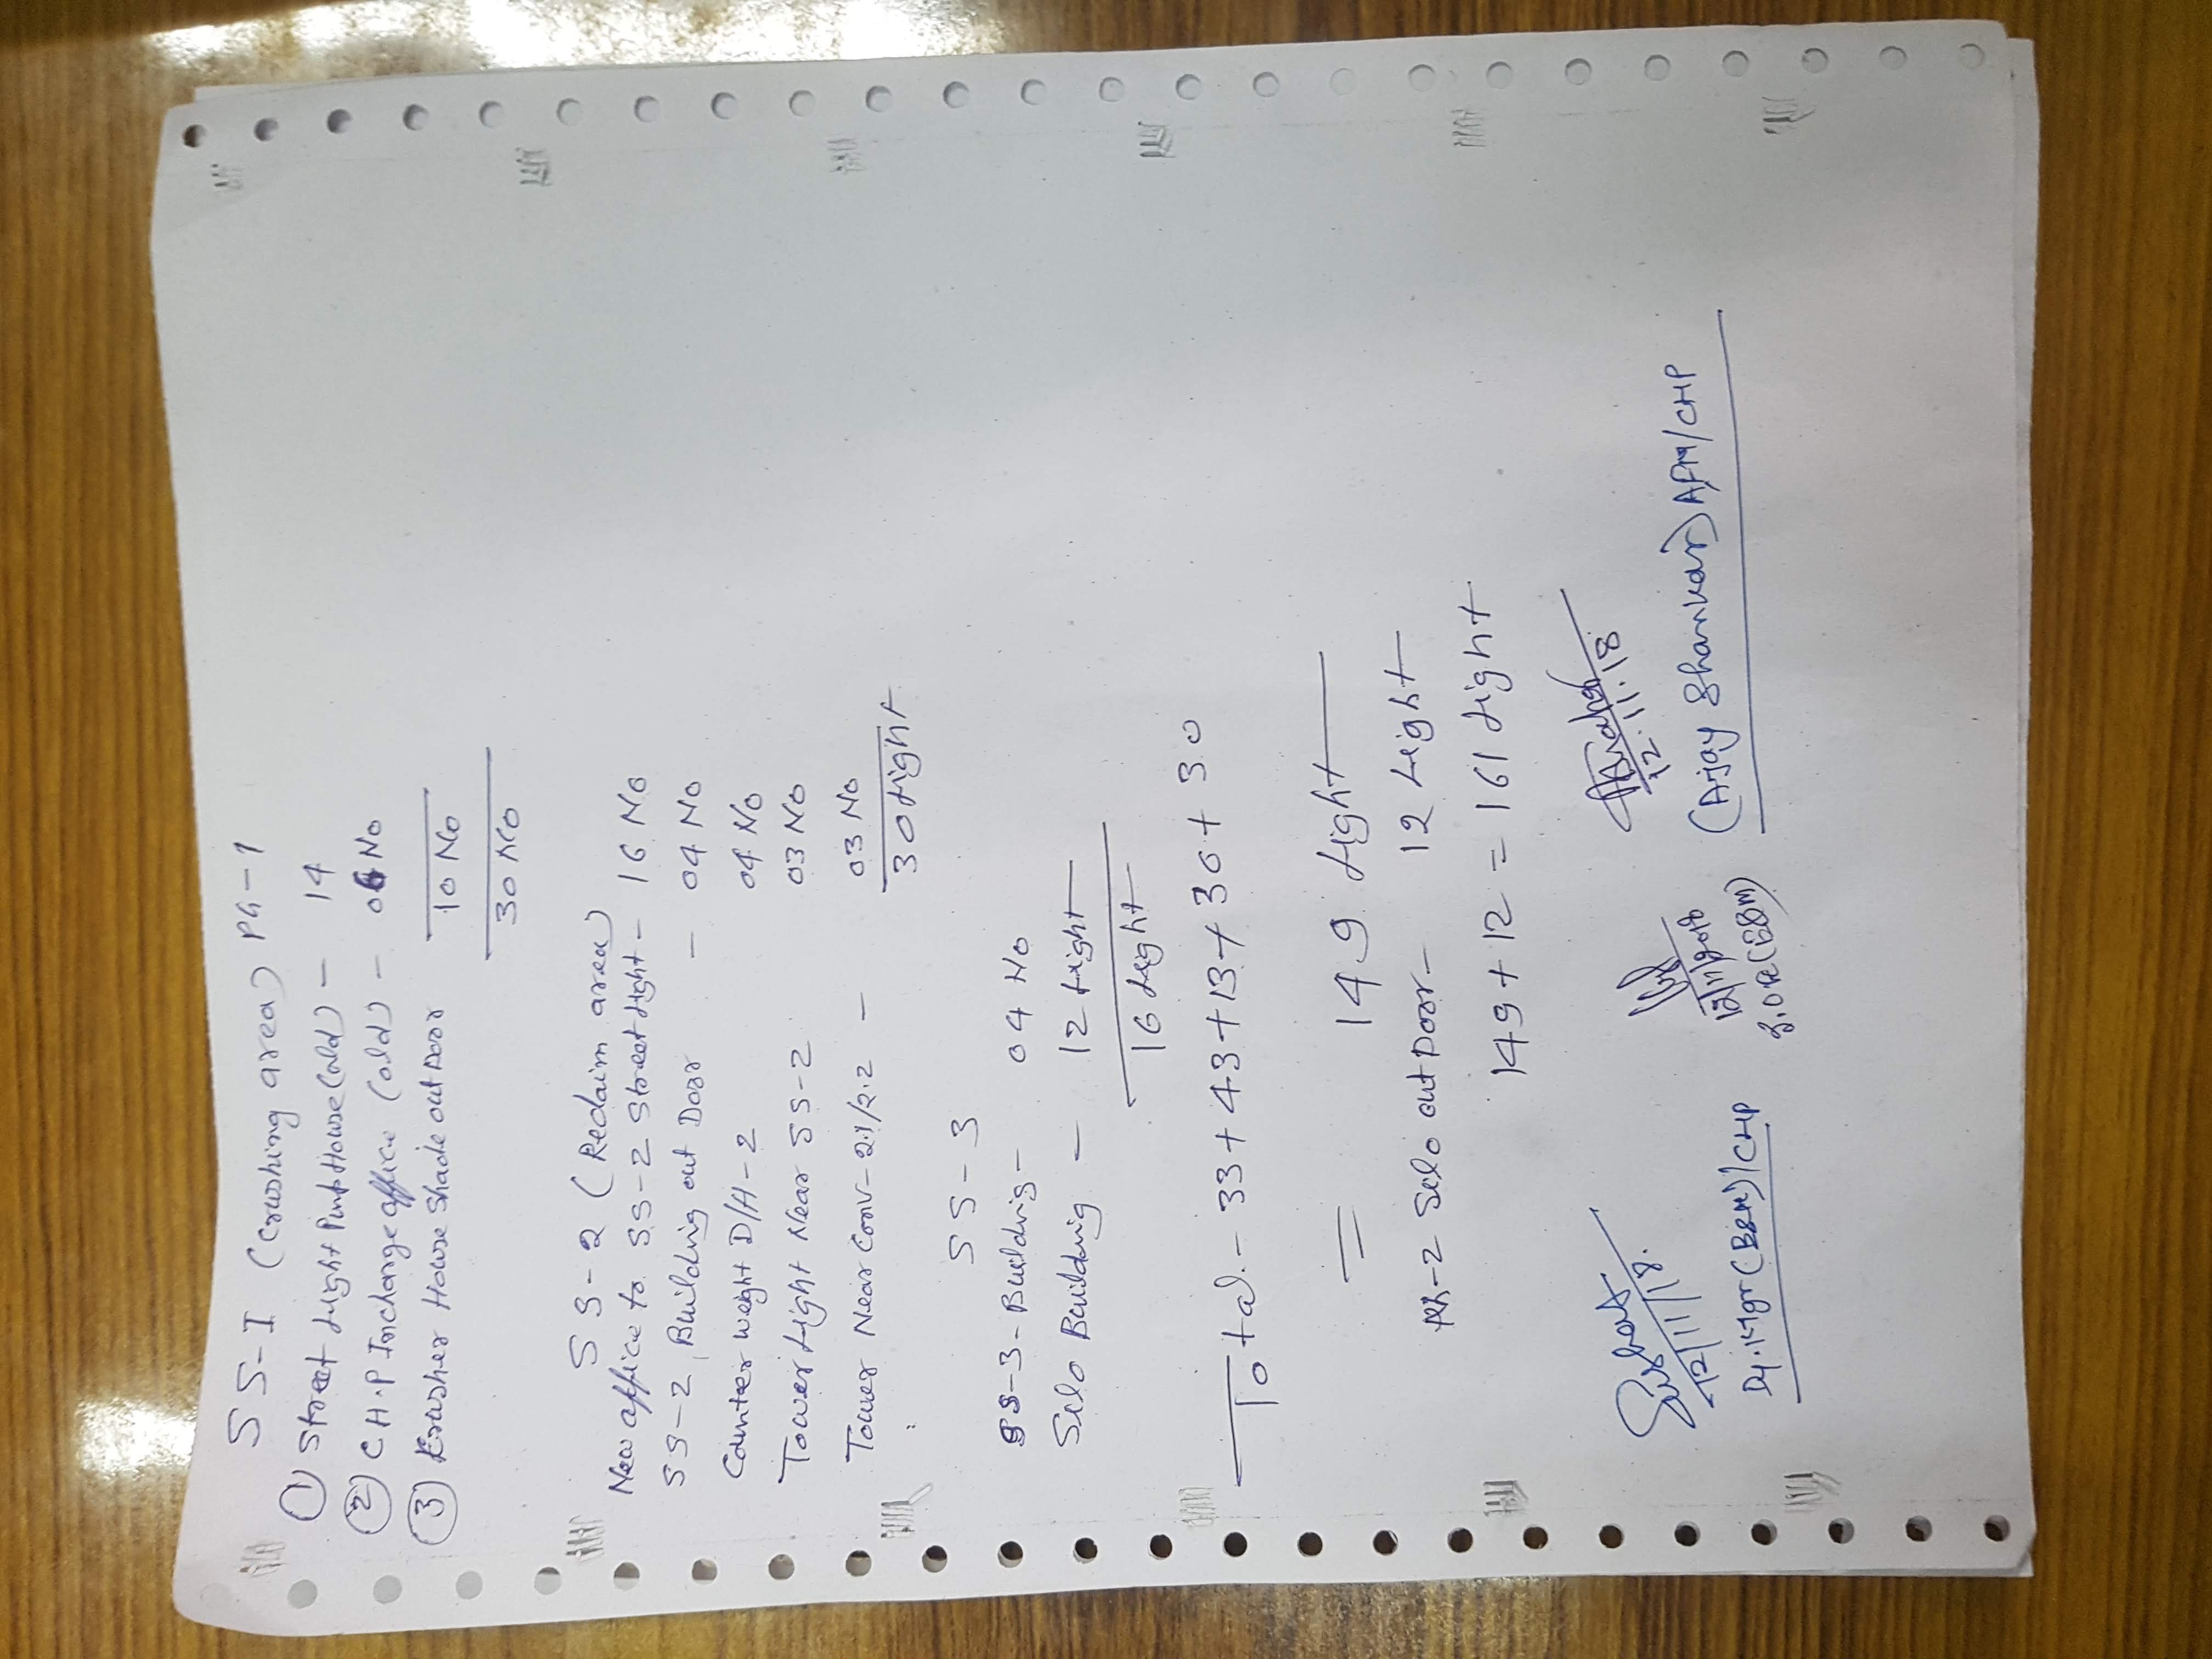 SS-I (Crushing area) PG-1
① Street Light Pump House (old) - 14
② C.H.P Incharge office (old) - 06 No
③ Krusher House Shade out Door 10 No
30 No
SS-2 (Reclaim area)
New office to SS-2 Street Light - 16 No
SS-2 Building out Door - 04 No
Counter Weight D/H-2 04 No
Tower Light Near SS-2 03 No
Tower Near Conv-2.1/2.2 - 03 No
30 Light
SS-3
SS-3-Building - 04 No
Silo Building - 12 Light
16 Light
Total - 33+43+13+30+30
= 149 Light
Ph-2 Silo out Door - 12 Light
149+12 = 161 Light
12/11/18.
Dy.Mgr (E&M)/CHP
12/11/2018
(E&M)
12.11.18
(Ajay Shankar) APM/CHP